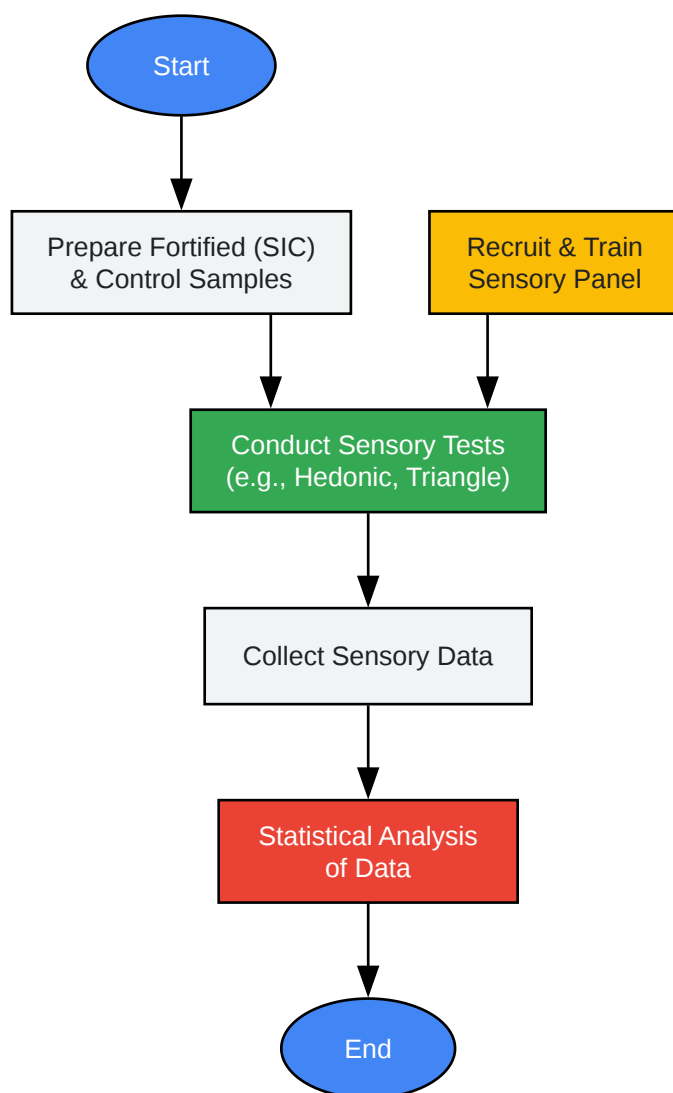 Start
Prepare Fortified (SIC)
& Control Samples
Recruit & Train
Sensory Panel
Conduct Sensory Tests
(e.g., Hedonic, Triangle)
Collect Sensory Data
Statistical Analysis
of Data
End